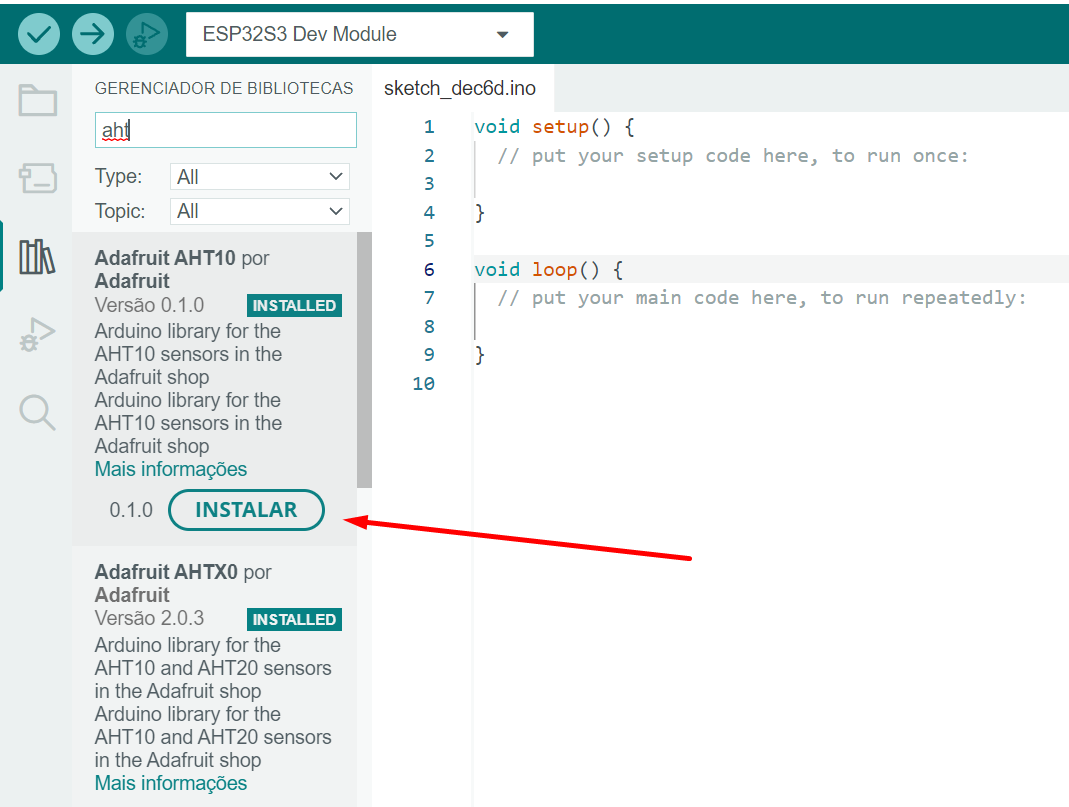 ESP32S3 Dev Module
GERENCIADOR DE BIBLIOTECAS
aht
Type: All
Topic: All
Adafruit AHT10 por
Adafruit
Versão 0.1.0 INSTALLED
Arduino library for the
AHT10 sensors in the
Adafruit shop
Arduino library for the
AHT10 sensors in the
Adafruit shop
Mais informações
0.1.0 INSTALAR
Adafruit AHTX0 por
Adafruit
Versão 2.0.3 INSTALLED
Arduino library for the
AHT10 and AHT20 sensors
in the Adafruit shop
Arduino library for the
AHT10 and AHT20 sensors
in the Adafruit shop
Mais informações
sketch_dec6d.ino
1 void setup() {
2 // put your setup code here, to run once:
3
4 }
5
6 void loop() {
7 // put your main code here, to run repeatedly:
8
9 }
10